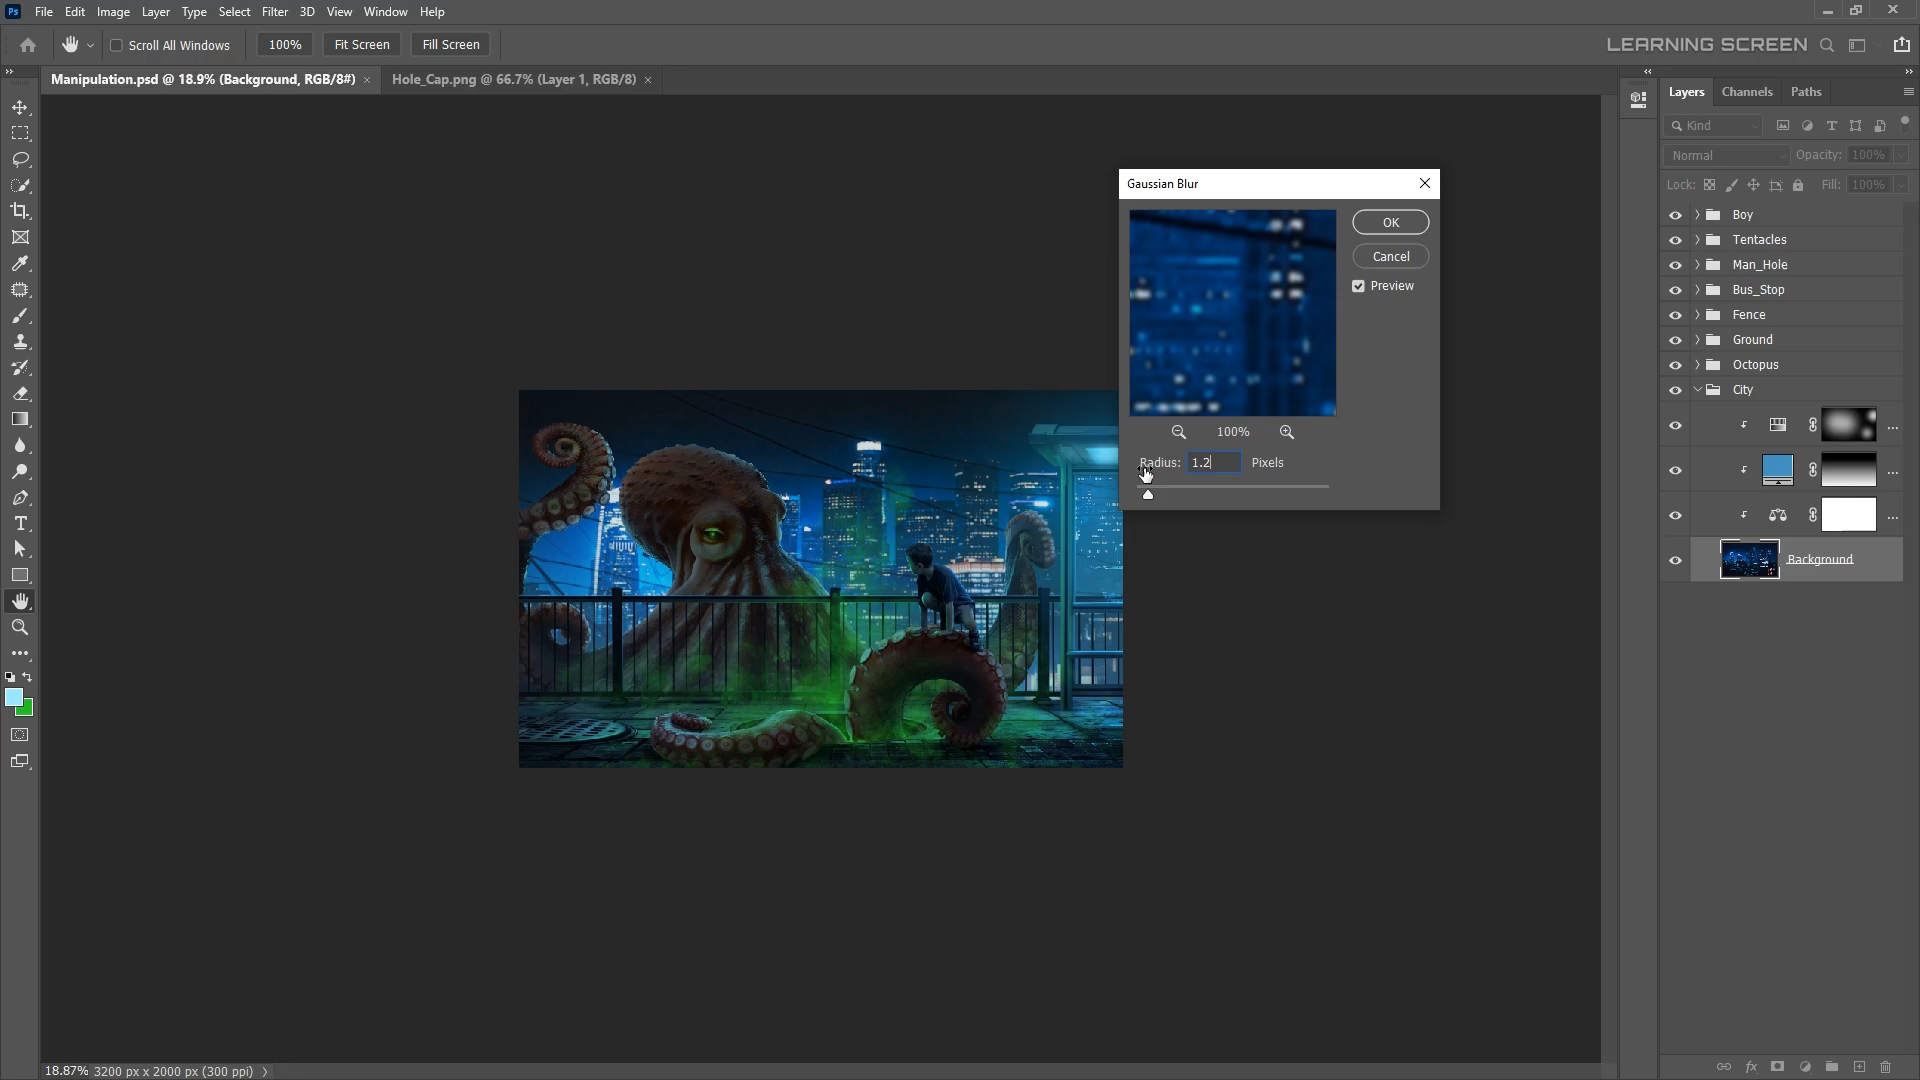 Ps File Edit Image Layer Type Select Filter 3D View Window Help
Scroll All Windows 100% Fit Screen Fill Screen LEARNING SCREEN
Manipulation.psd @ 18.9% (Background, RGB/8#) × Hole_Cap.png @ 66.7% (Layer 1, RGB/8) ×
Layers Channels Paths
Kind
Normal Opacity: 100%
Lock: Fill: 100%
Gaussian Blur
OK
Cancel
Preview
100%
Radius: 1.2 Pixels
Boy
Tentacles
Man_Hole
Bus_Stop
Fence
Ground
Octopus
City
...
...
...
Background
18.87% 3200 px x 2000 px (300 ppi)